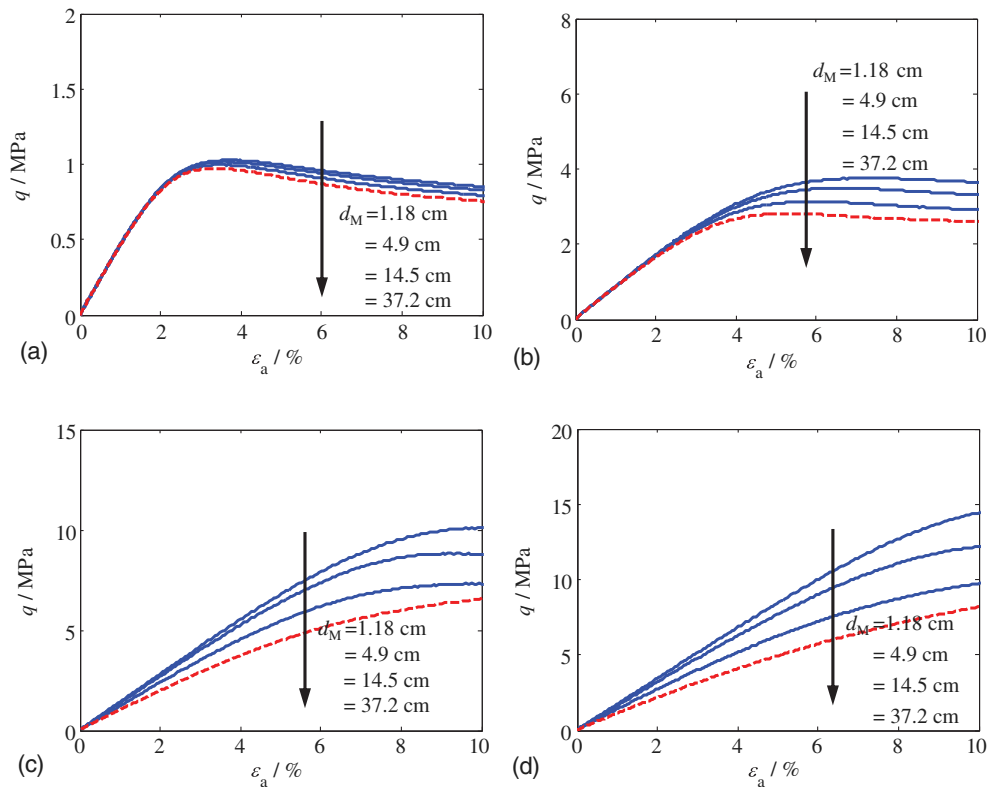 2
1.5
1
0.5
0
q / MPa
d_M =1.18 cm
= 4.9 cm
= 14.5 cm
= 37.2 cm
0 2 4 6 8 10
(a)
ε_a / %
8
6
4
2
0
q / MPa
d_M =1.18 cm
= 4.9 cm
= 14.5 cm
= 37.2 cm
0 2 4 6 8 10
(b)
ε_a / %
15
10
5
0
q / MPa
d_M =1.18 cm
= 4.9 cm
= 14.5 cm
= 37.2 cm
0 2 4 6 8 10
(c)
ε_a / %
20
15
10
5
0
q / MPa
d_M =1.18 cm
= 4.9 cm
= 14.5 cm
= 37.2 cm
0 2 4 6 8 10
(d)
ε_a / %